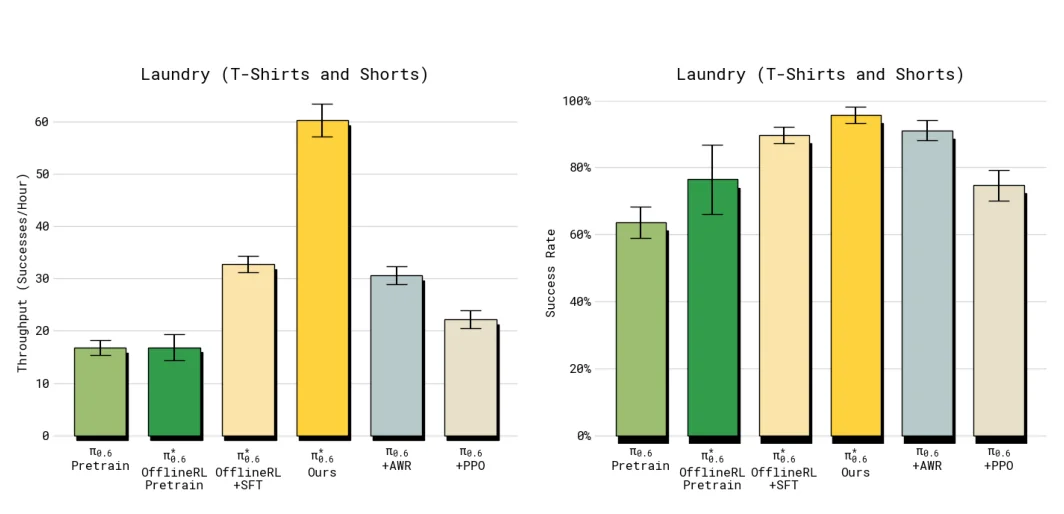 Laundry (T-Shirts and Shorts)
Throughput (Successes/Hour)
60
50
40
30
20
10
0
π0.6
Pretrain
π*0.6
OfflineRL
Pretrain
π*0.6
OfflineRL
+SFT
π*0.6
Ours
π0.6
+AWR
π0.6
+PPO
Laundry (T-Shirts and Shorts)
Success Rate
100%
80%
60%
40%
20%
0%
π0.6
Pretrain
π*0.6
OfflineRL
Pretrain
π*0.6
OfflineRL
+SFT
π*0.6
Ours
π0.6
+AWR
π0.6
+PPO